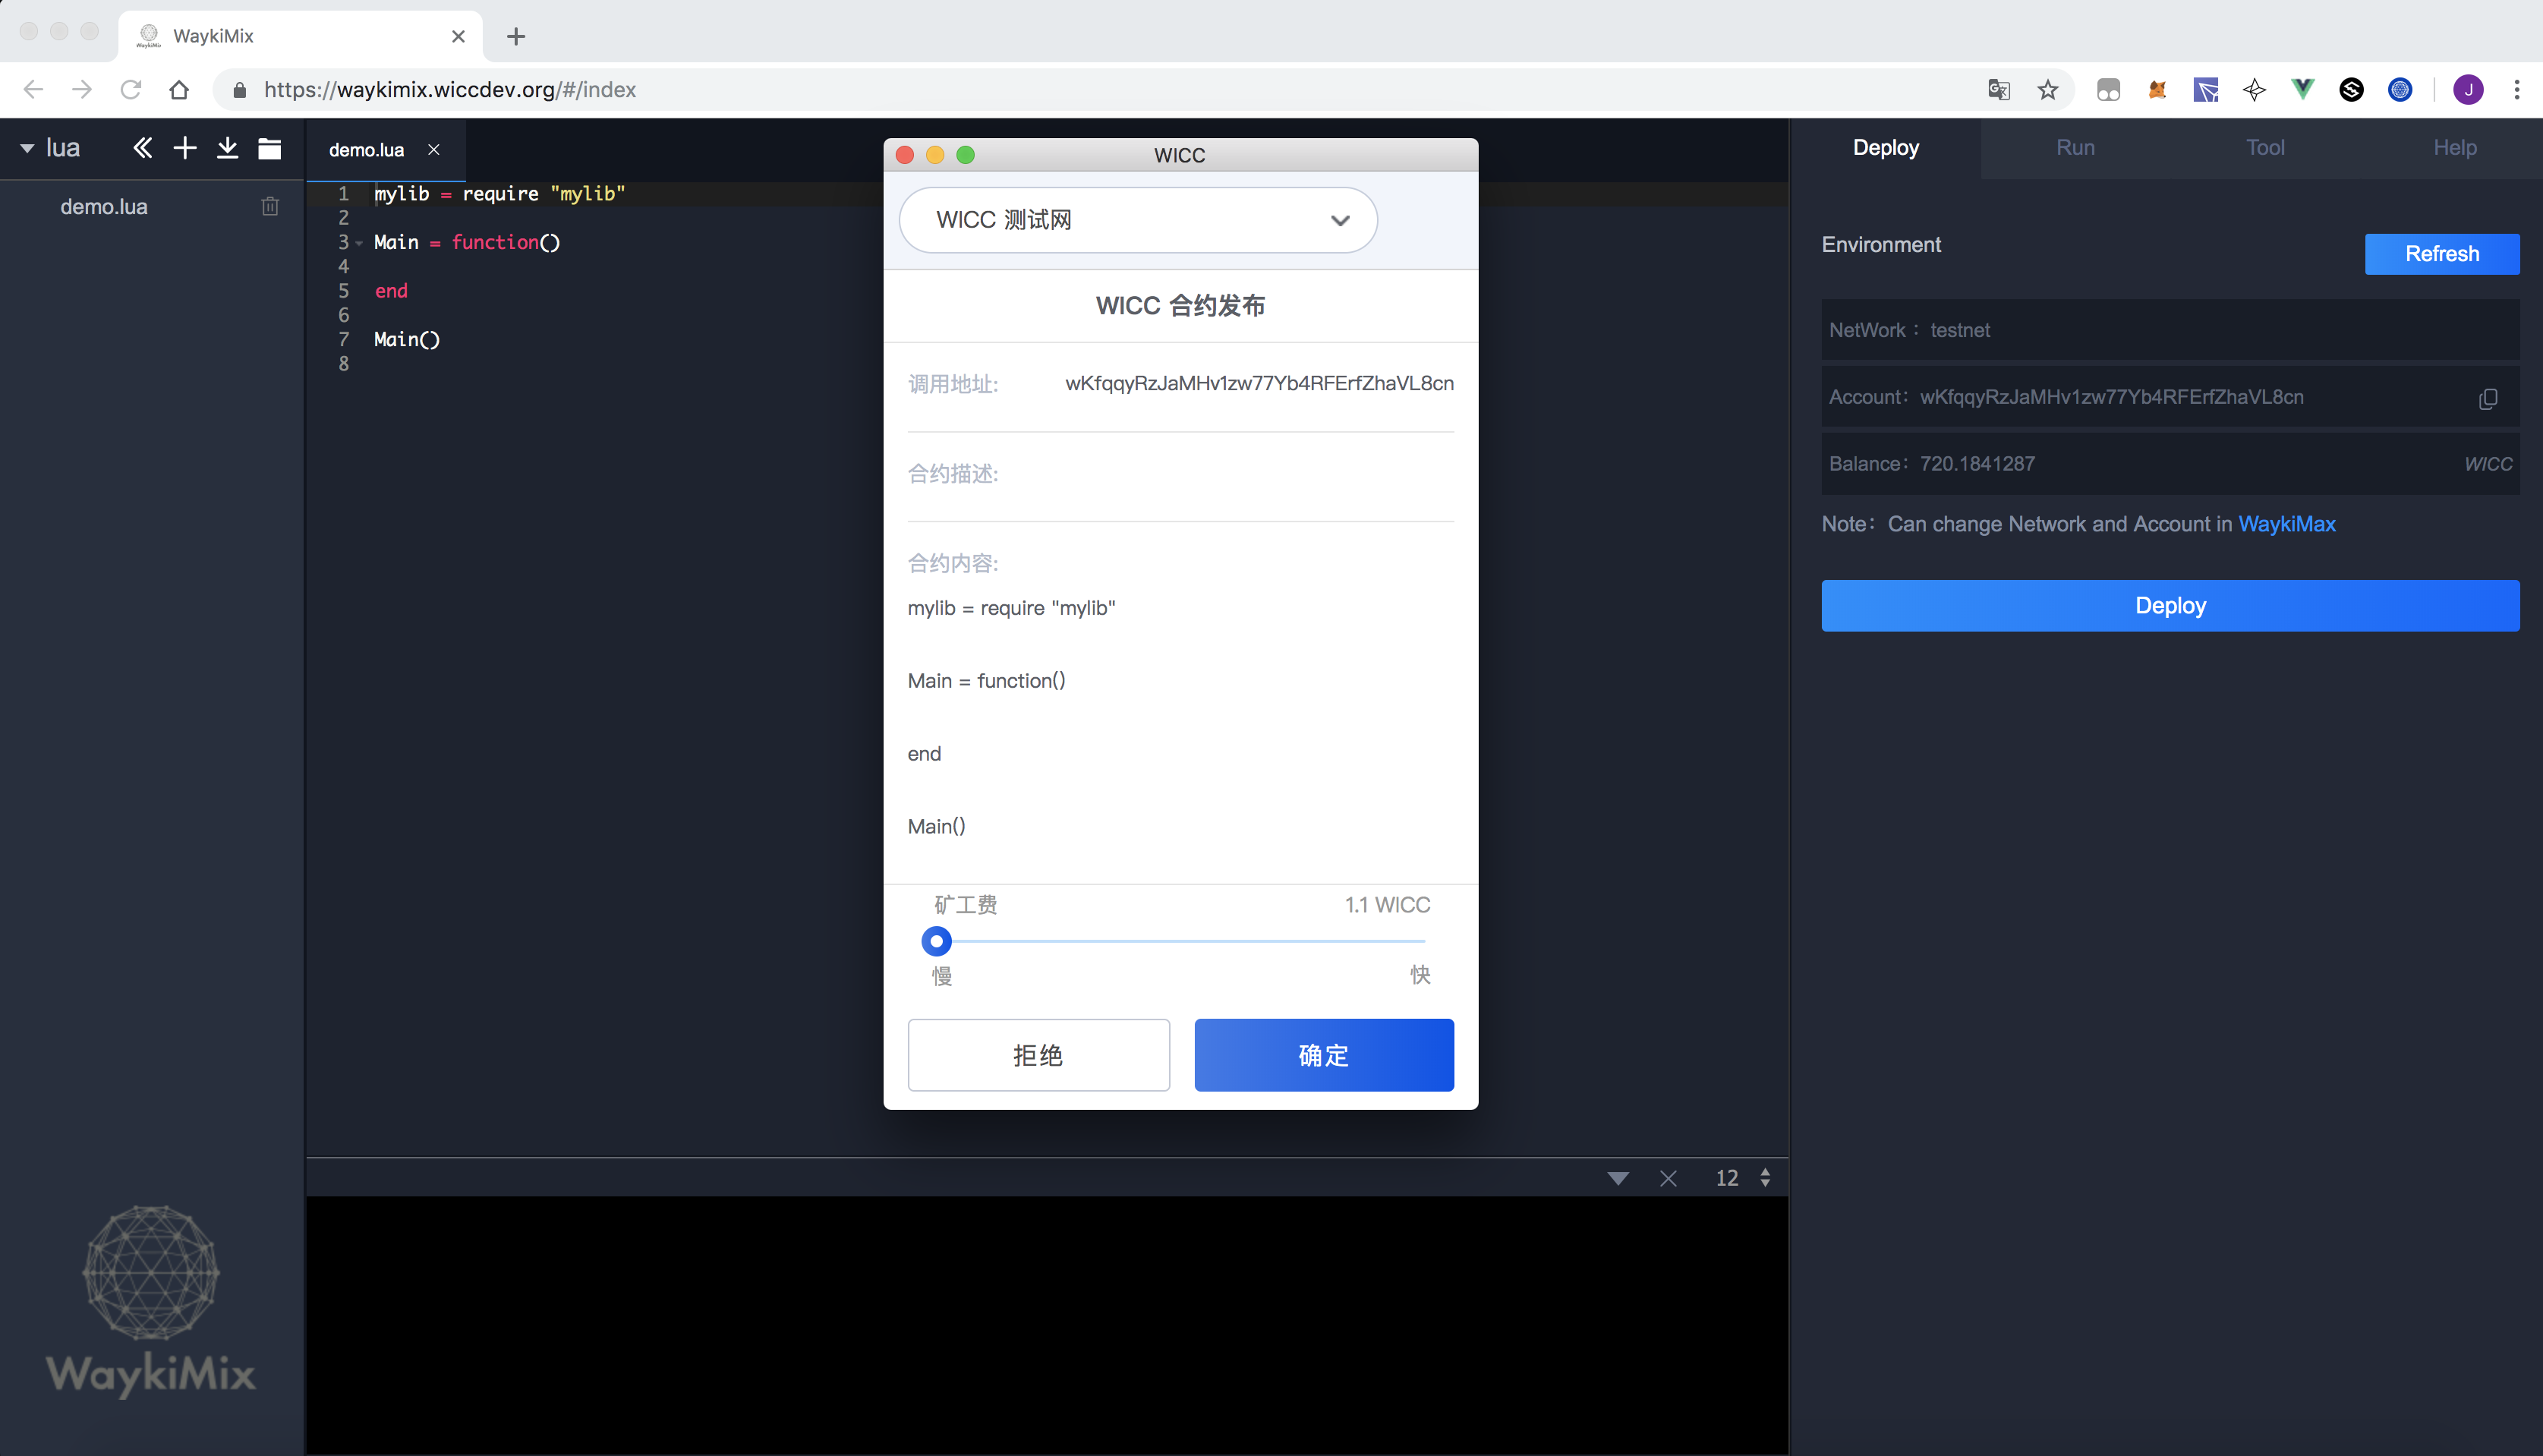 WaykiMix
https://waykimix.wiccdev.org/#/index
J
lua
demo.lua
demo.lua
1 mylib = require "mylib"
2
3 Main = function()
4
5 end
6
7 Main()
8
WICC
WICC 测试网
WICC 合约发布
调用地址: wKfqqyRzJaMHv1zw77Yb4RFErfZhaVL8cn
合约描述:
合约内容:
mylib = require "mylib"
Main = function()
end
Main()
矿工费 1.1 WICC
慢 快
拒绝 确定
12
Deploy Run Tool Help
Environment Refresh
NetWork：testnet
Account：wKfqqyRzJaMHv1zw77Yb4RFErfZhaVL8cn
Balance：720.1841287 WICC
Note：Can change Network and Account in WaykiMax
Deploy
WaykiMix